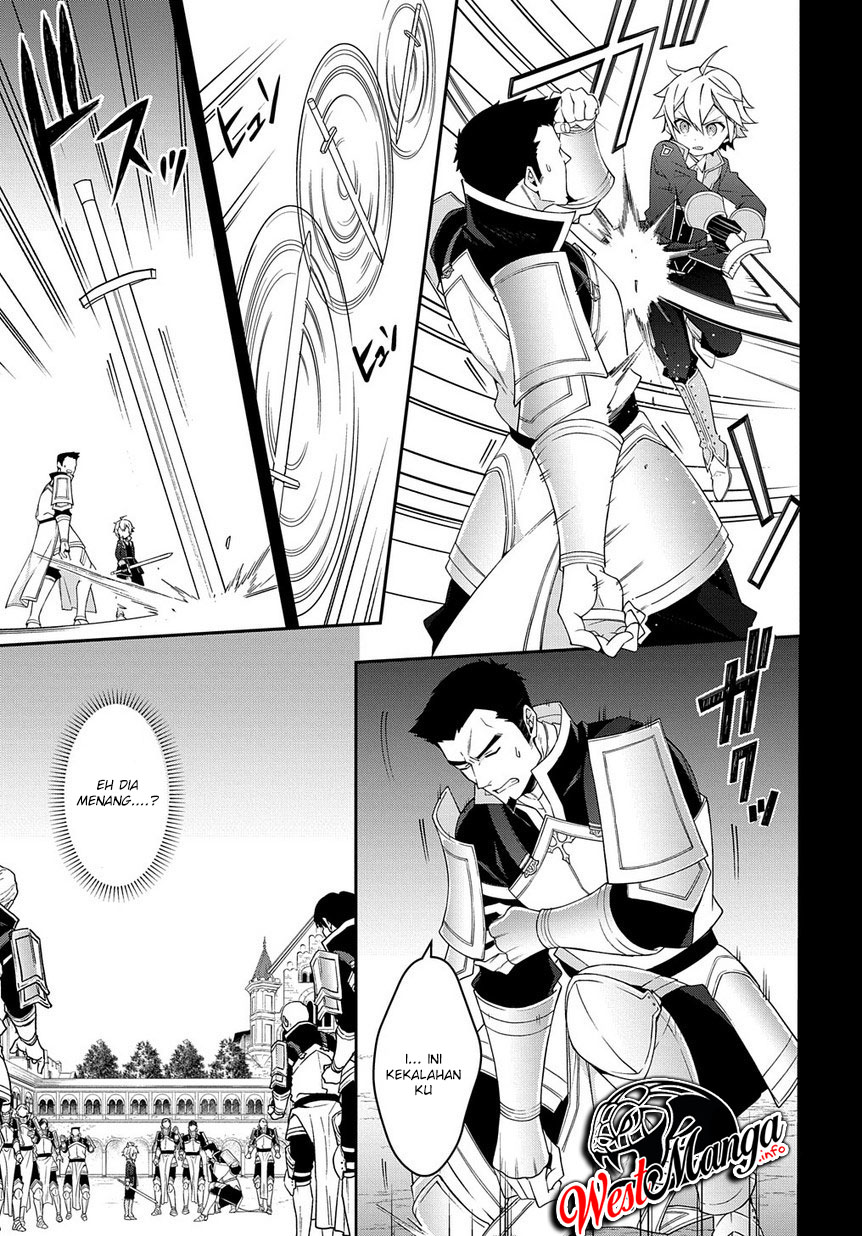 ガッ
ヒュン
ヒュン
ドスッ
ガクッ
I... INI
KEKALAHAN
KU
EH DIA
MENANG....?
WestManga
.info